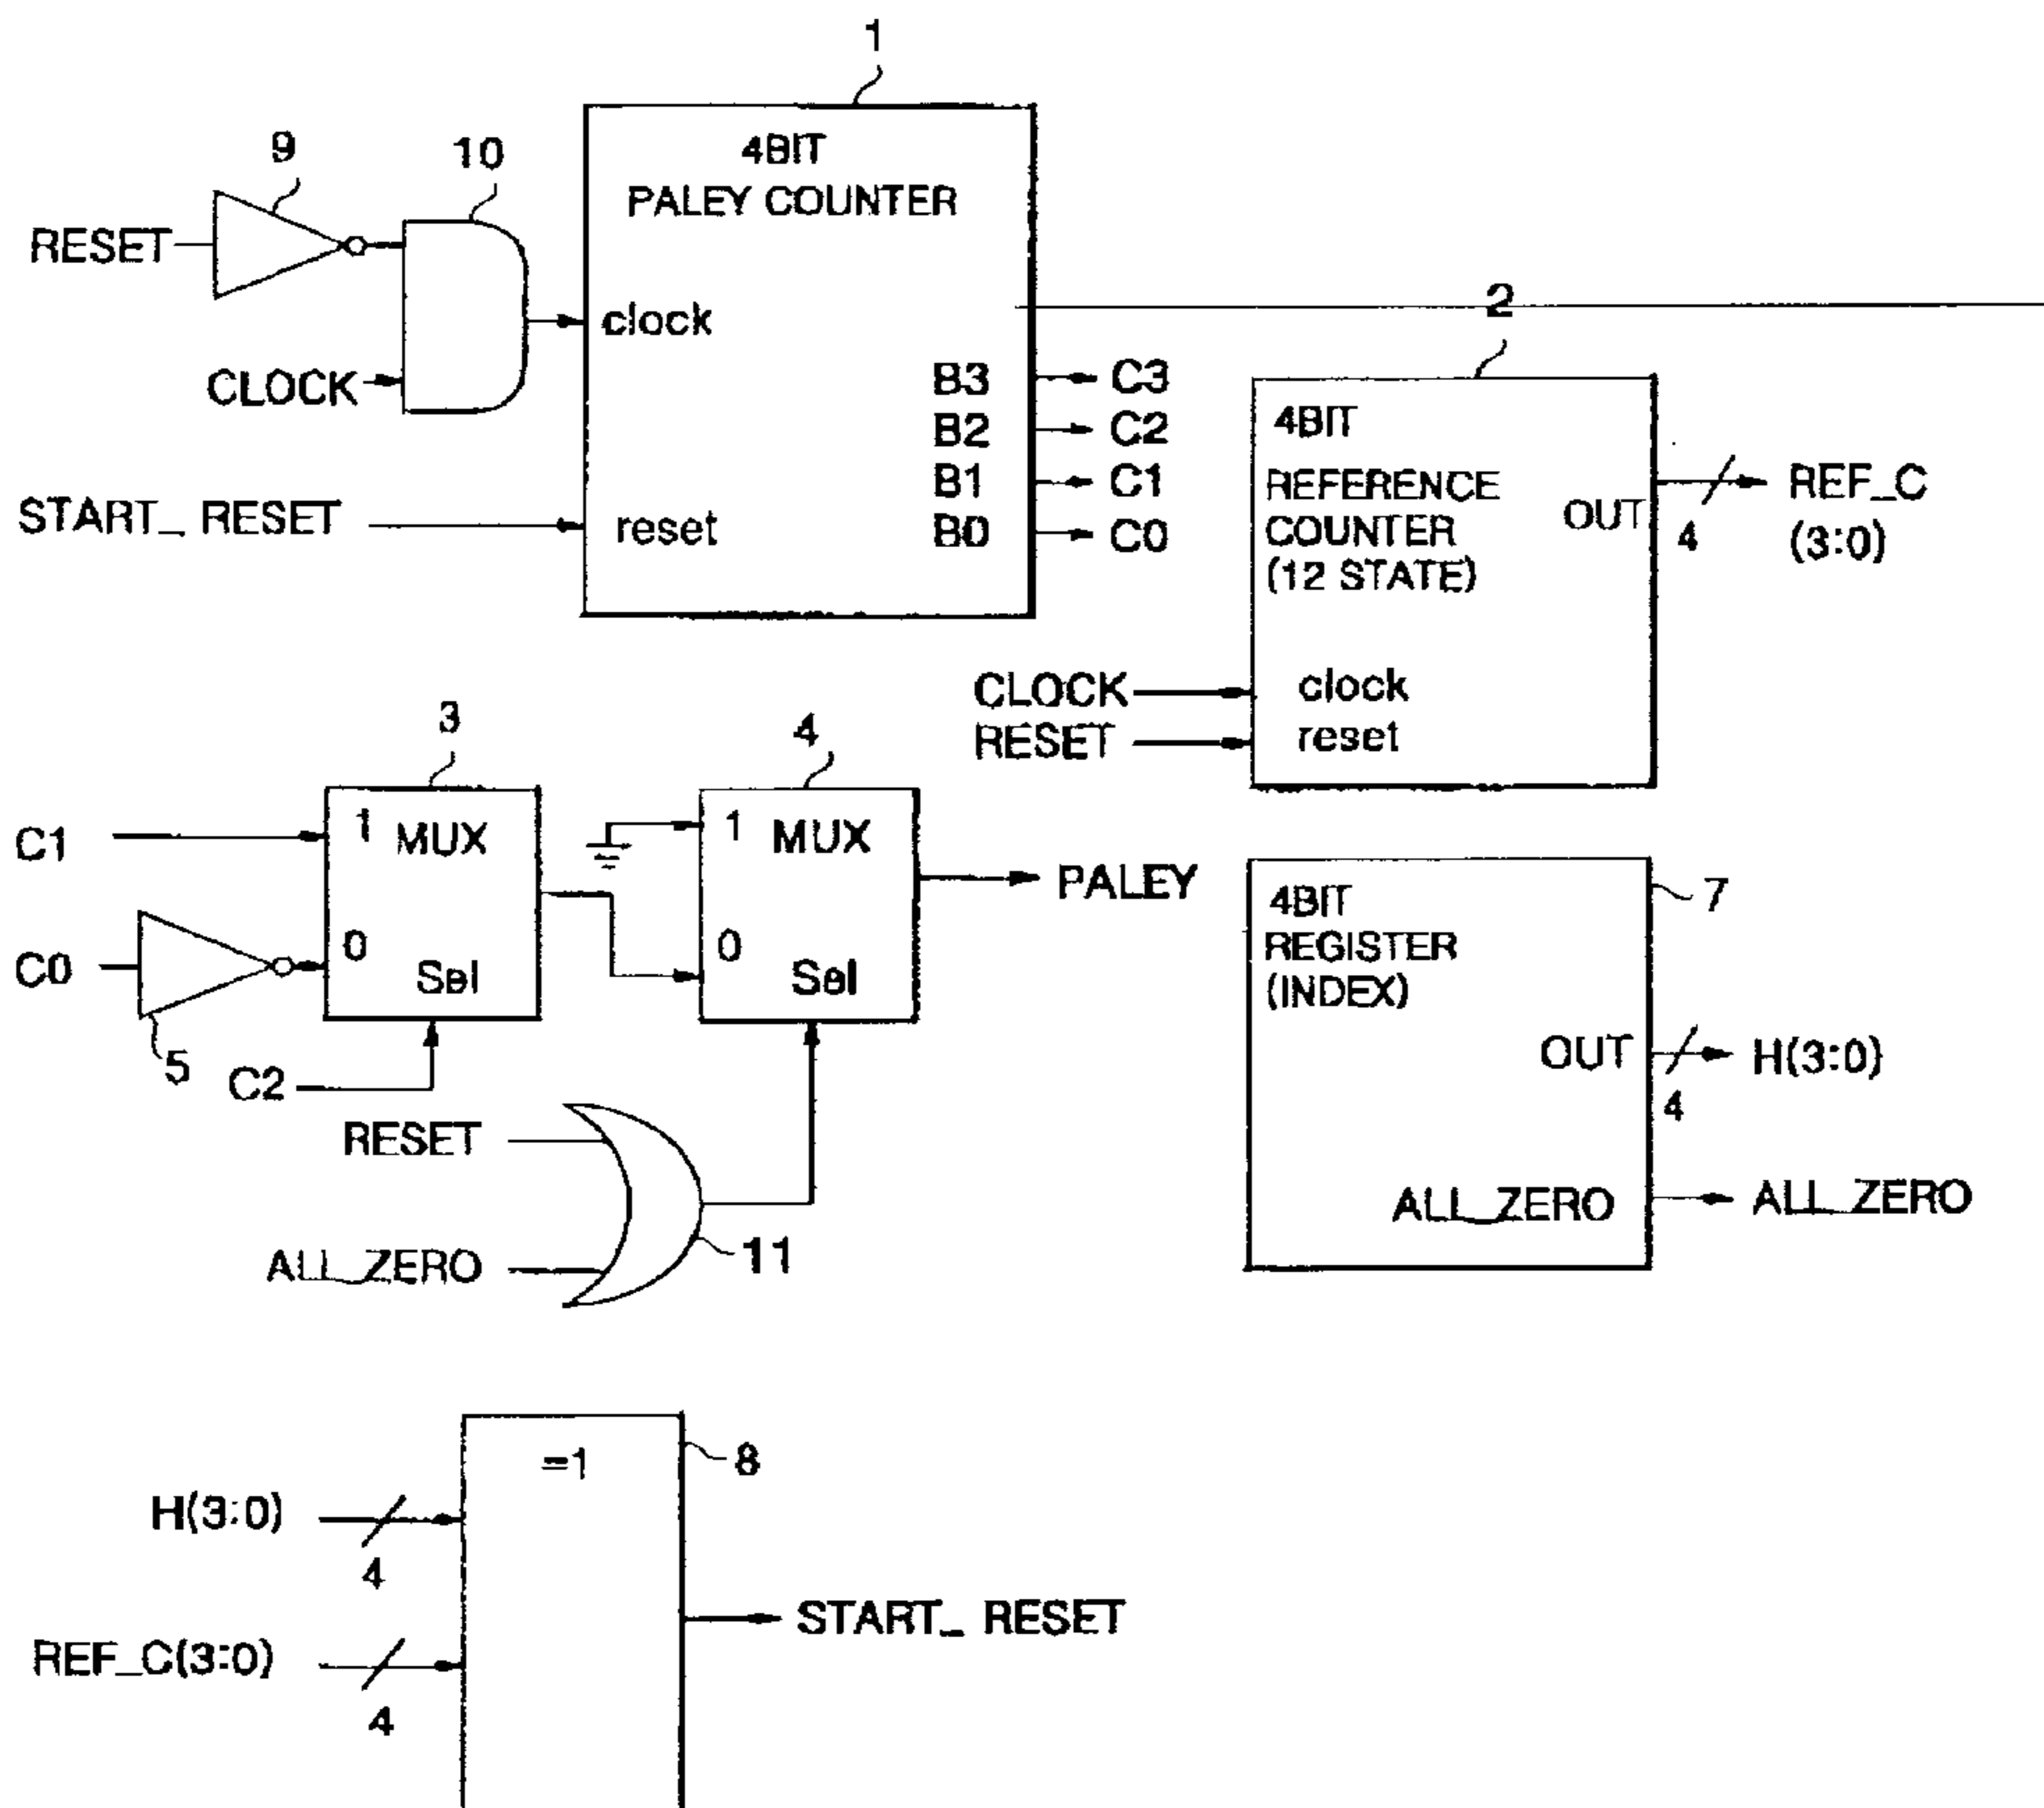 1
4BIT
PALEY COUNTER
9
10
RESET
clock
CLOCK
B3
C3
B2
C2
B1
C1
B0
C0
START_ RESET
reset
2
4BIT
REFERENCE
COUNTER
(12 STATE)
OUT
4
REF_C
(3:0)
CLOCK
clock
RESET
reset
3
4
C1
1
MUX
C0
0
Sel
5
C2
1
MUX
0
Sel
PALEY
RESET
ALL_ZERO
11
7
4BIT
REGISTER
(INDEX)
OUT
4
H(3:0)
ALL_ZERO
ALL_ZERO
=1
8
H(3:0)
4
REF_C(3:0)
4
START_ RESET